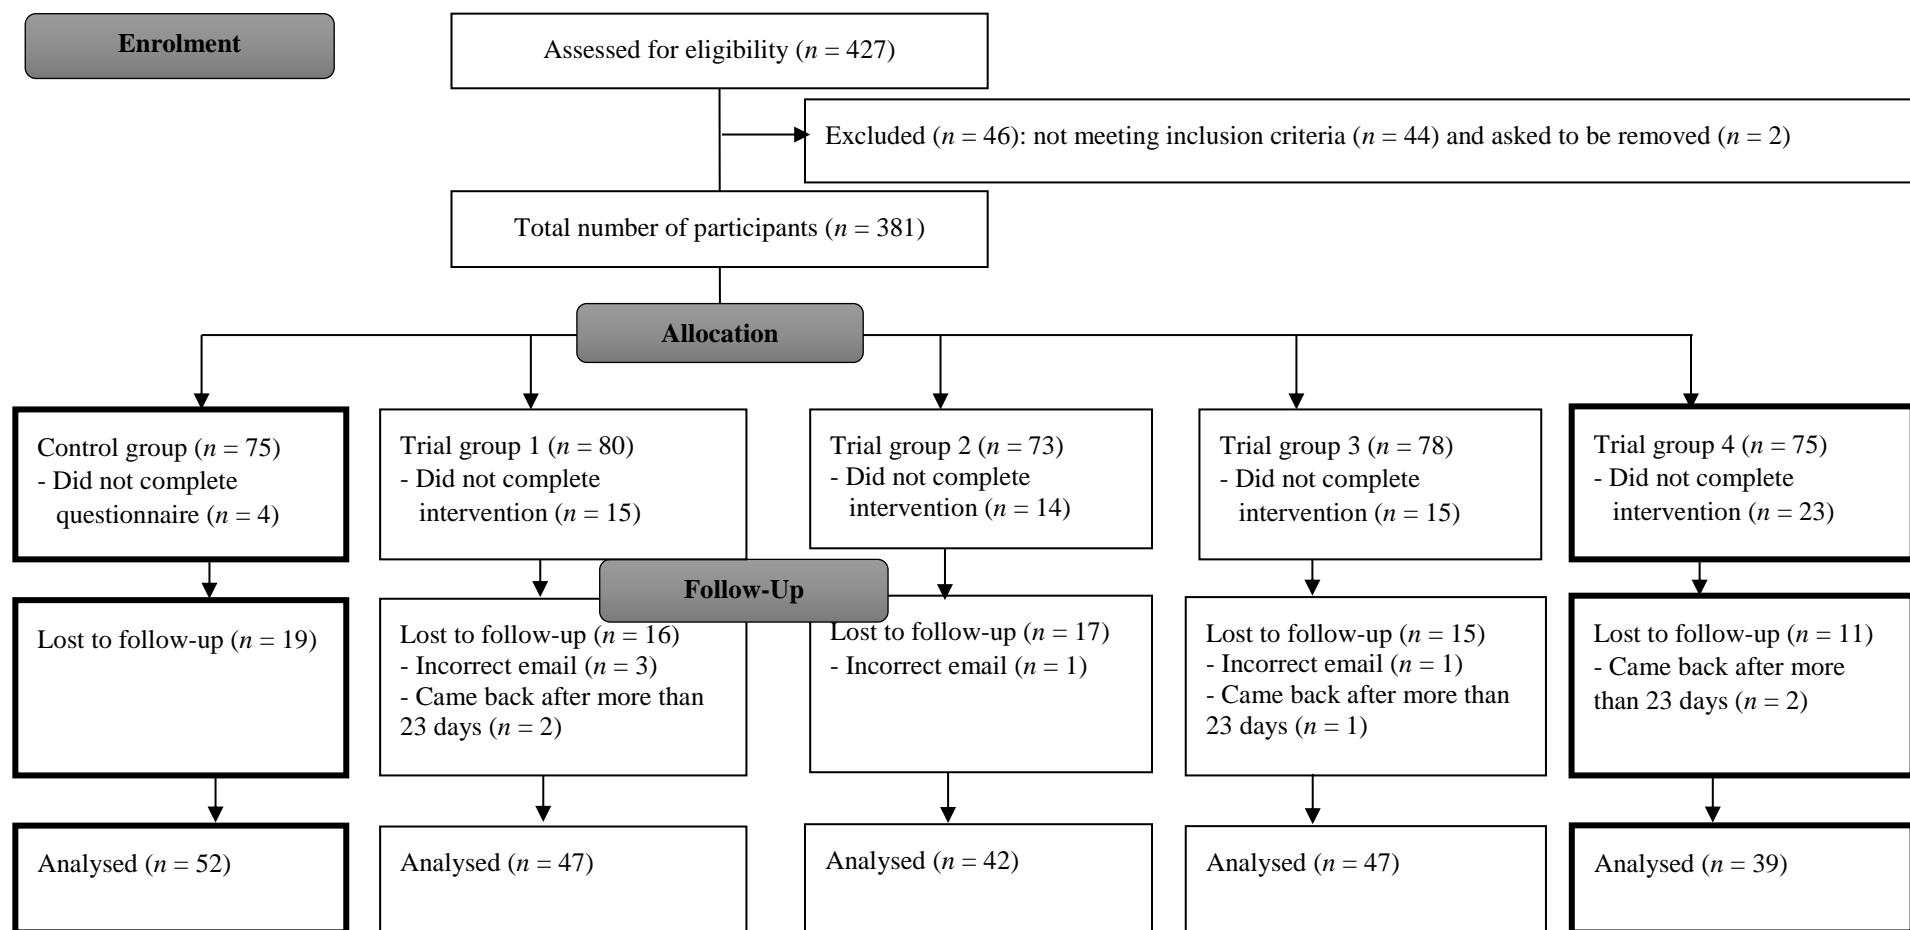 Enrolment
Assessed for eligibility (n = 427)
Excluded (n = 46): not meeting inclusion criteria (n = 44) and asked to be removed (n = 2)
Total number of participants (n = 381)
Allocation
Control group (n = 75)
- Did not complete
questionnaire (n = 4)
Trial group 1 (n = 80)
- Did not complete
intervention (n = 15)
Trial group 2 (n = 73)
- Did not complete
intervention (n = 14)
Trial group 3 (n = 78)
- Did not complete
intervention (n = 15)
Trial group 4 (n = 75)
- Did not complete
intervention (n = 23)
Follow-Up
Lost to follow-up (n = 19)
Lost to follow-up (n = 16)
- Incorrect email (n = 3)
- Came back after more than
23 days (n = 2)
Lost to follow-up (n = 17)
- Incorrect email (n = 1)
Lost to follow-up (n = 15)
- Incorrect email (n = 1)
- Came back after more than
23 days (n = 1)
Lost to follow-up (n = 11)
- Came back after more
than 23 days (n = 2)
Analysed (n = 52)
Analysed (n = 47)
Analysed (n = 42)
Analysed (n = 47)
Analysed (n = 39)